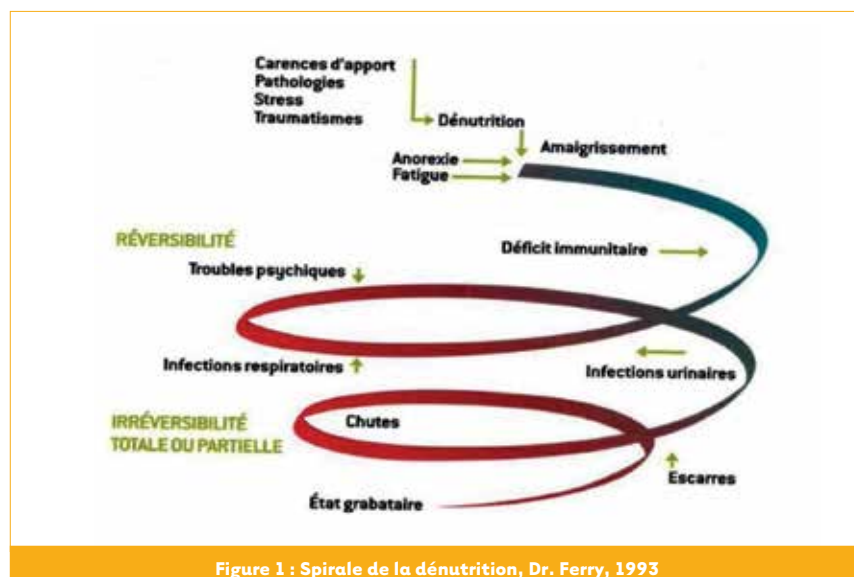 Carences d'apport
Pathologies
Stress
Traumatismes
Dénutrition
Amaigrissement
Anorexie
Fatigue
RÉVERSIBILITÉ
Déficit immunitaire
Troubles psychiques
Infections respiratoires
Infections urinaires
IRRÉVERSIBILITÉ
TOTALE OU PARTIELLE
Chutes
Escarres
État grabataire
Figure 1 : Spirale de la dénutrition, Dr. Ferry, 1993